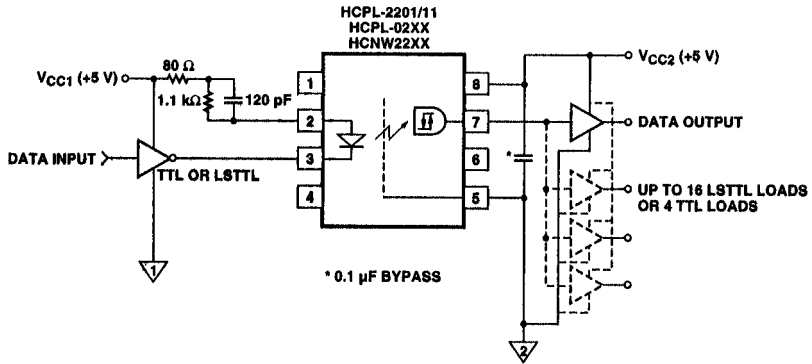 HCPL-2201/11
HCPL-02XX
HCNW22XX
VCC1 (+5 V)
80 Ω
1.1 kΩ
120 pF
1
2
3
4
8
7
6
5
VCC2 (+5 V)
DATA INPUT
TTL OR LSTTL
DATA OUTPUT
*
UP TO 16 LSTTL LOADS
OR 4 TTL LOADS
1
* 0.1 µF BYPASS
2